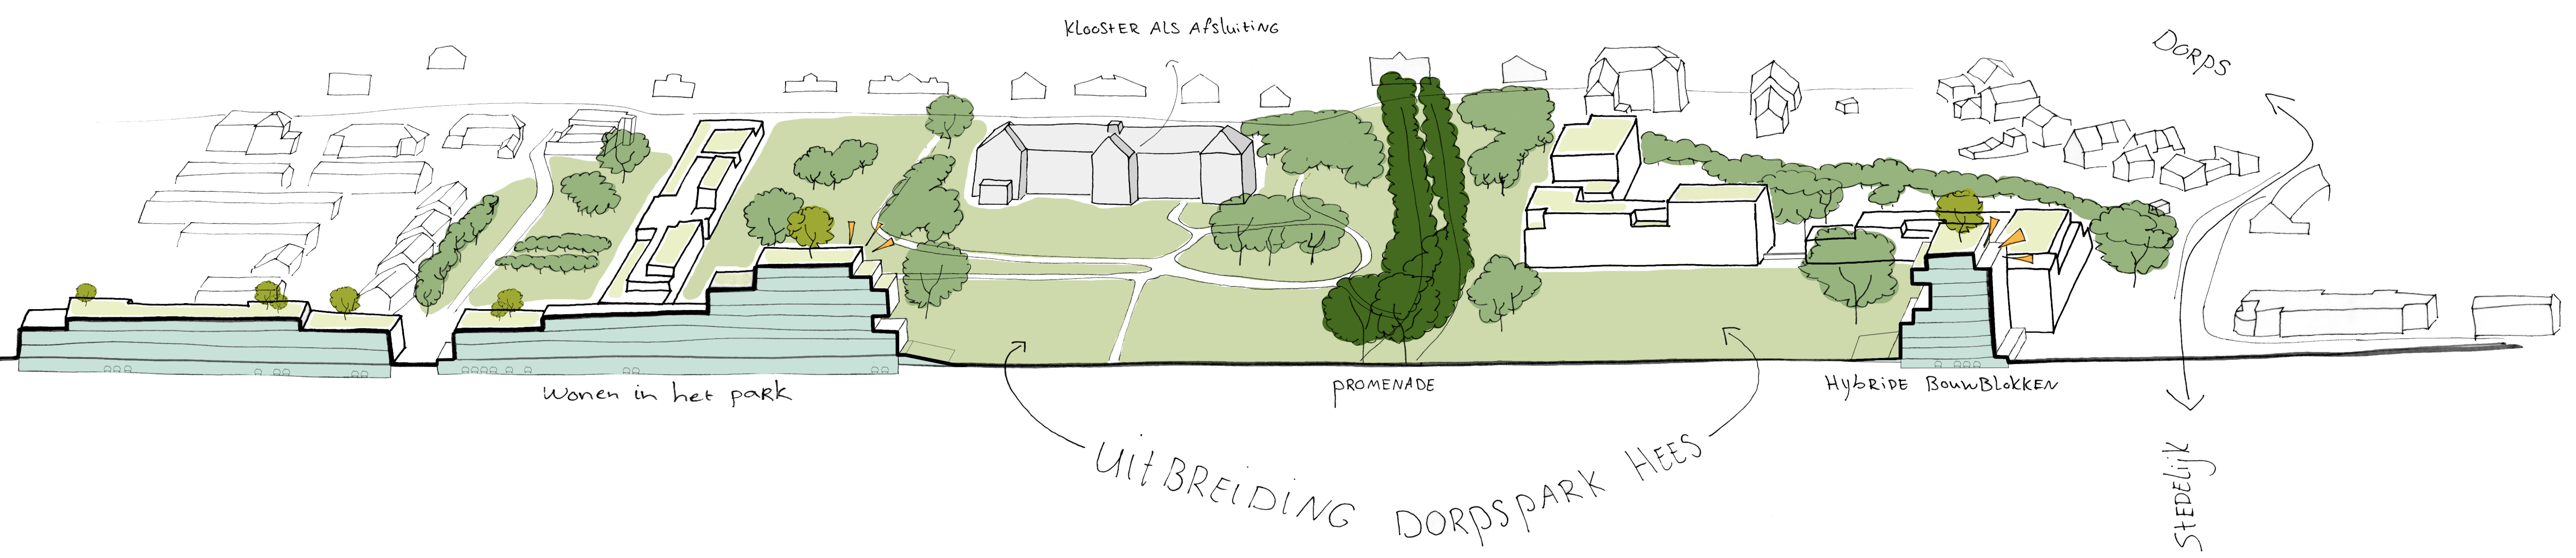 KLOOSTER ALS AFSLUITING
DORPS
Wonen in het park
PROMENADE
HYBRIDE BOUWBLOKKEN
UITBREIDING DORPSPARK HEES
STEDELIJK